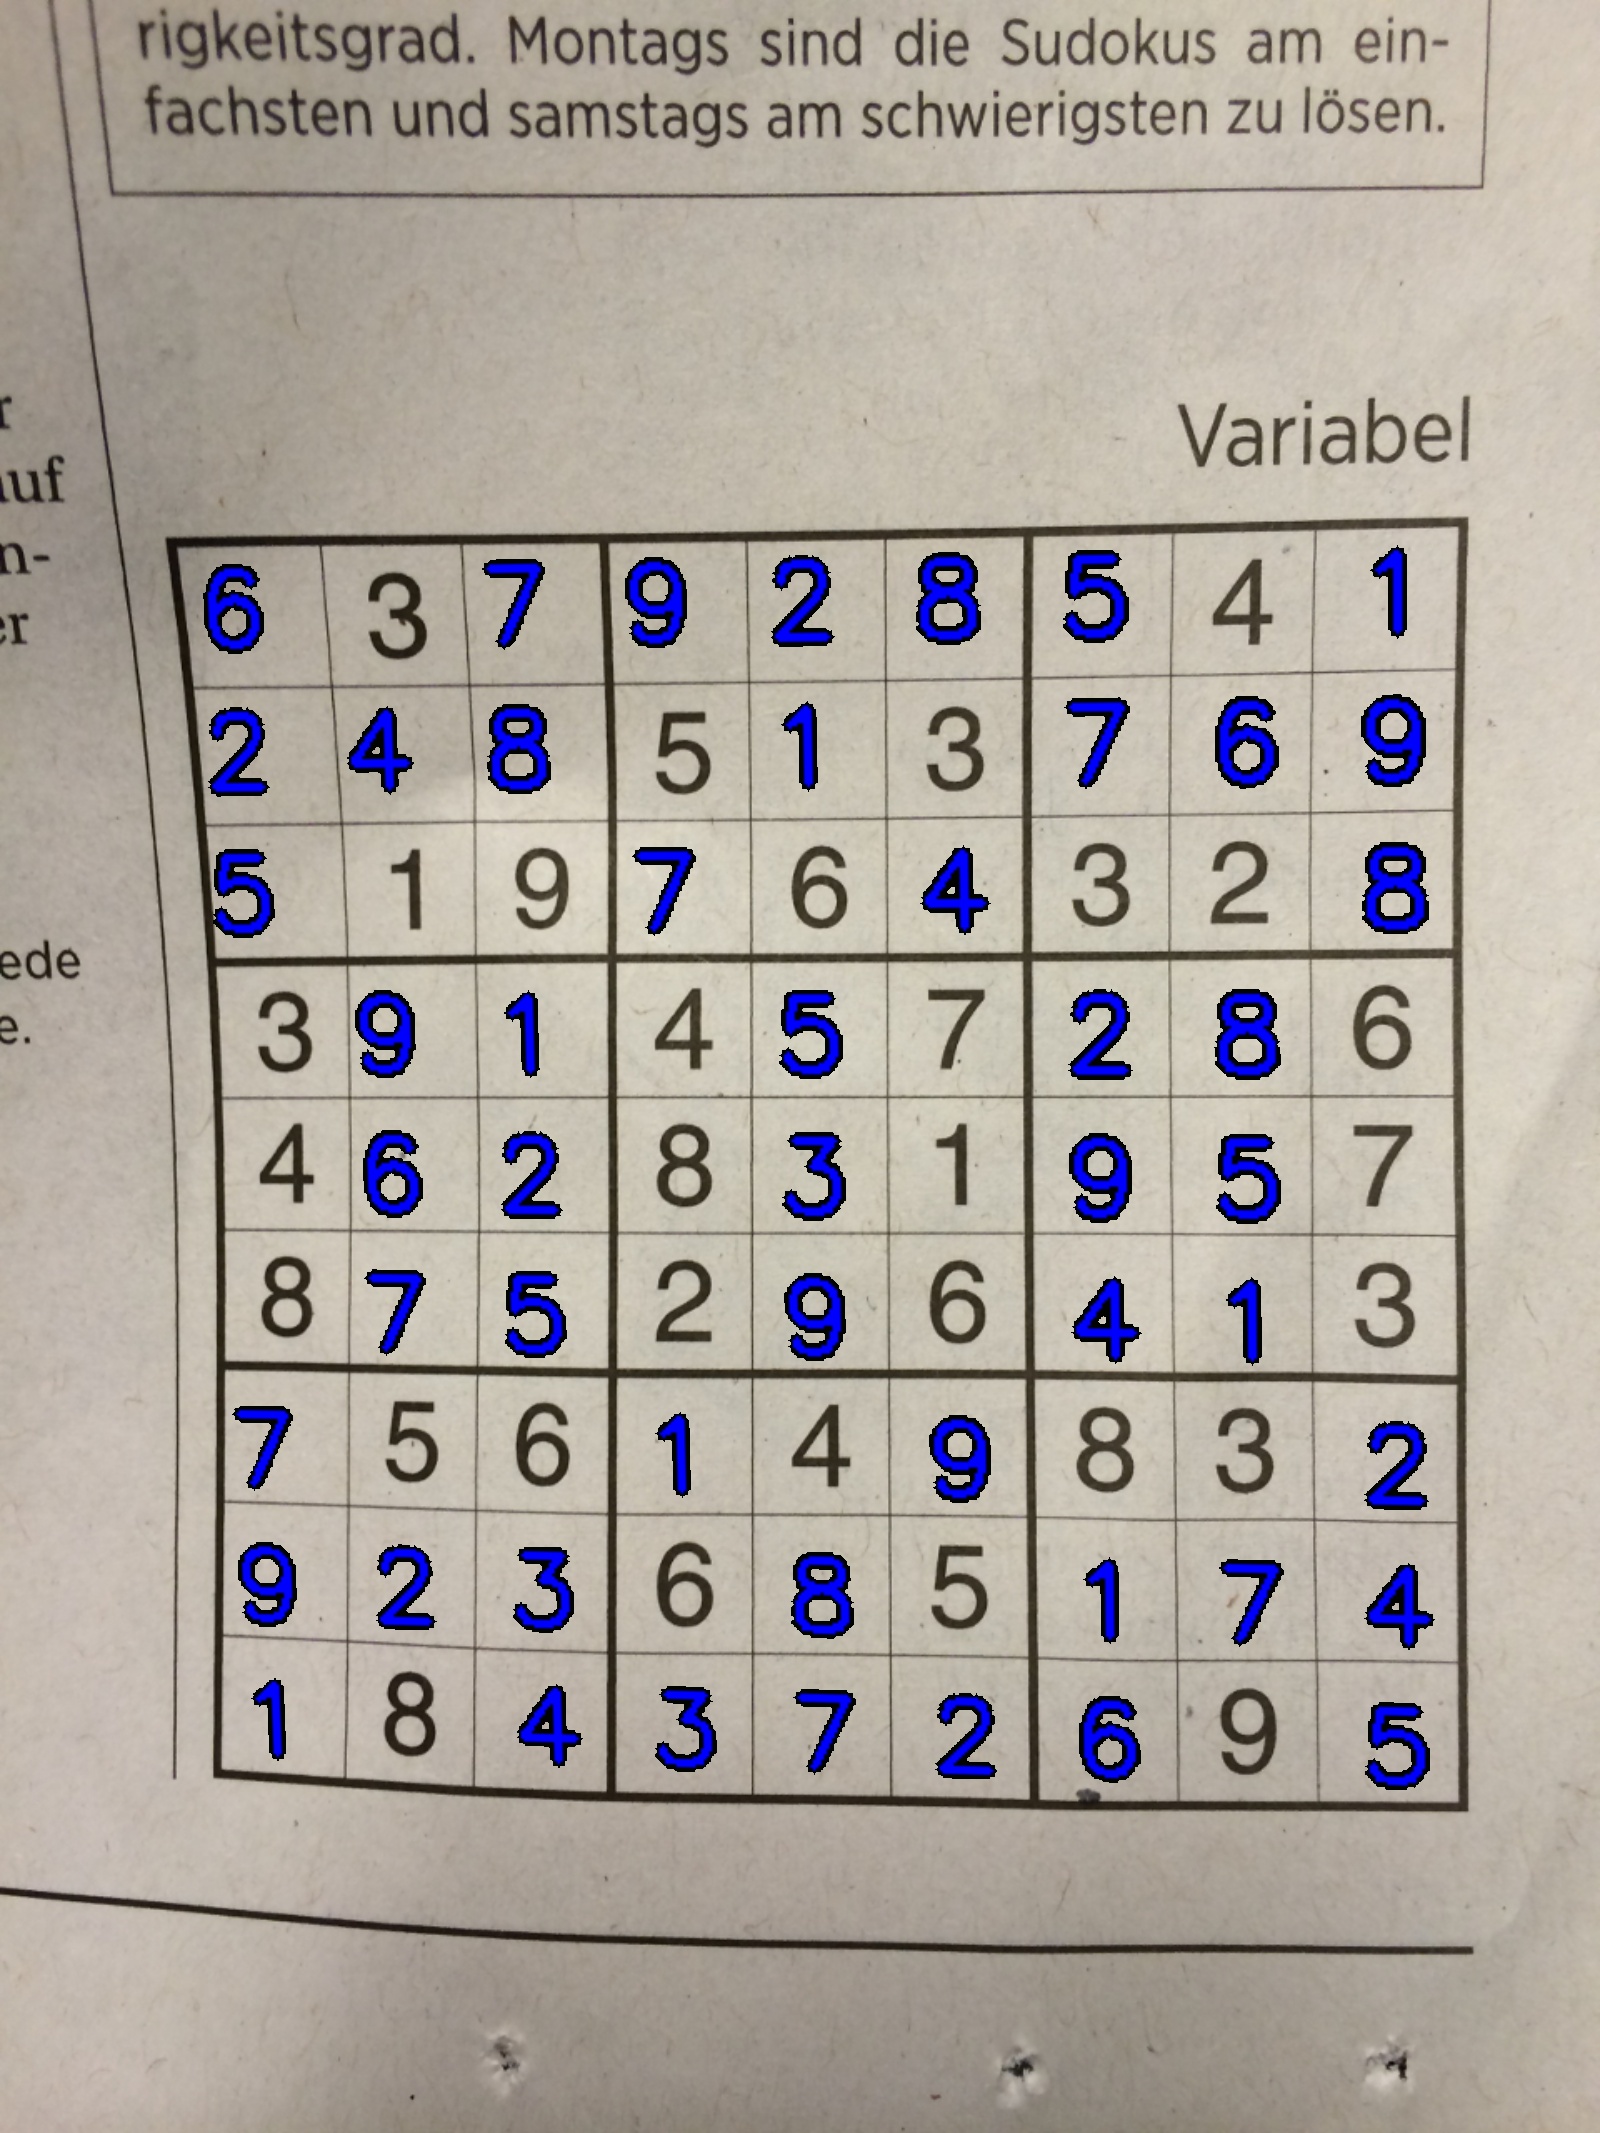 rigkeitsgrad. Montags sind die Sudokus am ein-
fachsten und samstags am schwierigsten zu lösen.
Variabel
r
auf
n-
er
ede
e.
6 3 7 9 2 8 5 4 1
2 4 8 5 1 3 7 6 9
5 1 9 7 6 4 3 2 8
3 9 1 4 5 7 2 8 6
4 6 2 8 3 1 9 5 7
8 7 5 2 9 6 4 1 3
7 5 6 1 4 9 8 3 2
9 2 3 6 8 5 1 7 4
1 8 4 3 7 2 6 9 5